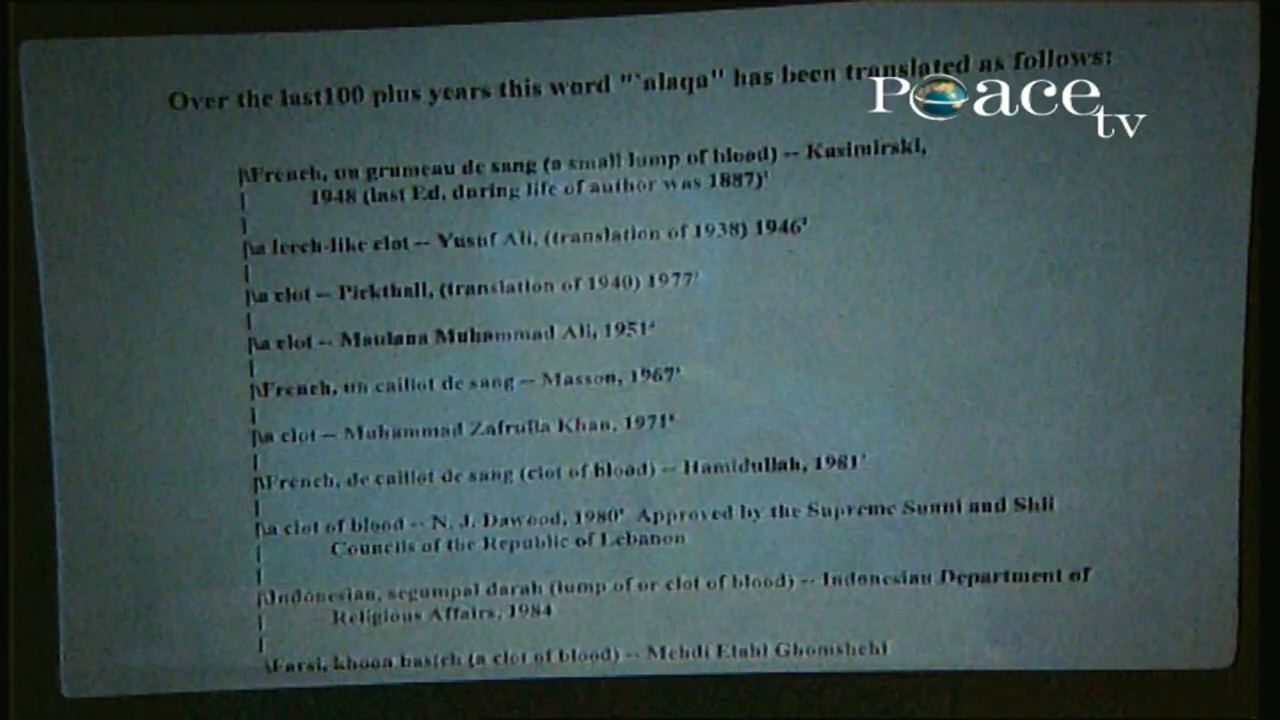 Over the last100 plus years this word "`alaqa" has been translated as follows:
Peace tv
|\French, un grumeau de sang (a small lump of blood) -- Kasimirski,
1948 (last Ed. during life of author was 1887)¹
|\a leech-like clot -- Yusuf Ali, (translation of 1938) 1946
|\a clot -- Pickthall, (translation of 1940) 1977
|\a clot -- Maulana Muhammad Ali, 1951
|\French, un caillot de sang -- Masson, 1967
|\a clot -- Muhammad Zafrulla Khan, 1971
|\French, de caillot de sang (clot of blood) -- Hamidullah, 1981
|\a clot of blood -- N. J. Dawood, 1980 Approved by the Supreme Sunni and Shii
Councils of the Republic of Lebanon
|\Indonesian, segumpal darah (lump of or clot of blood) -- Indonesian Department of
Religious Affairs, 1984
\Farsi, khoon basteh (a clot of blood) -- Mehdi Elahi Ghomshehi